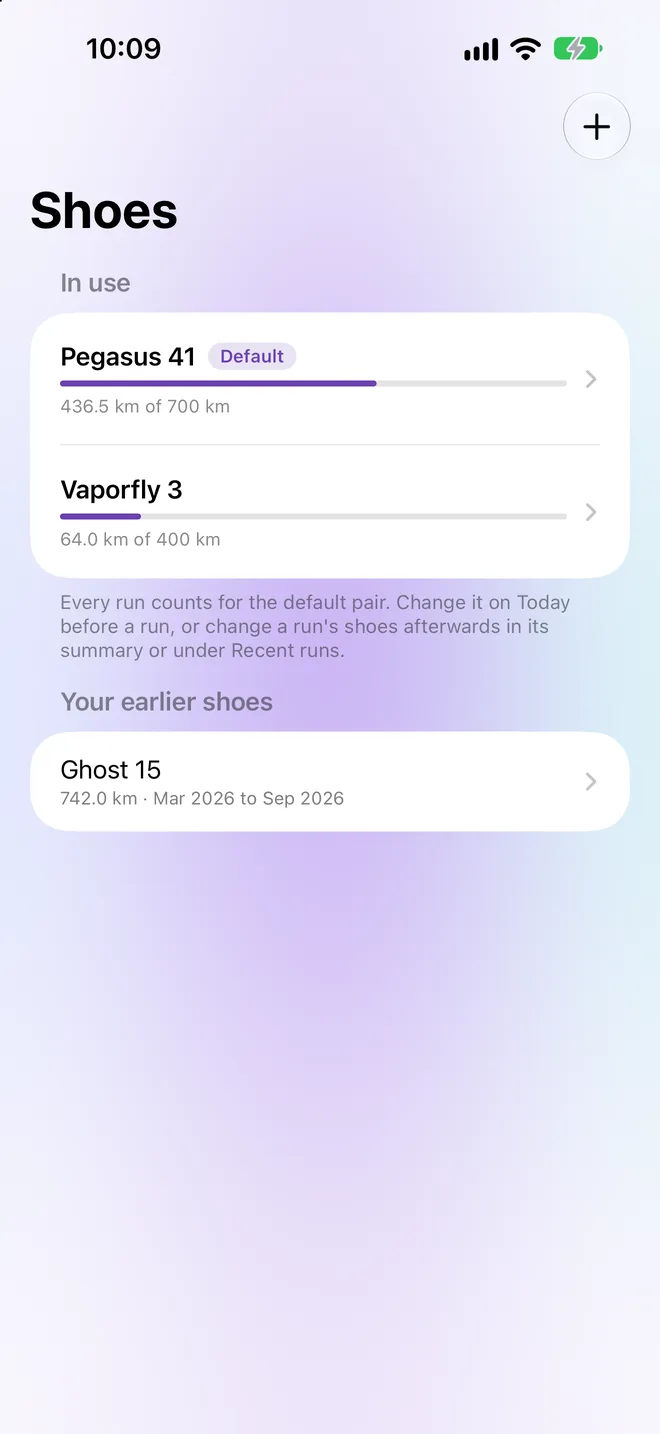 10:09
Shoes
In use
Pegasus 41 Default
436.5 km of 700 km
Vaporfly 3
64.0 km of 400 km
Every run counts for the default pair. Change it on Today
before a run, or change a run's shoes afterwards in its
summary or under Recent runs.
Your earlier shoes
Ghost 15
742.0 km · Mar 2026 to Sep 2026